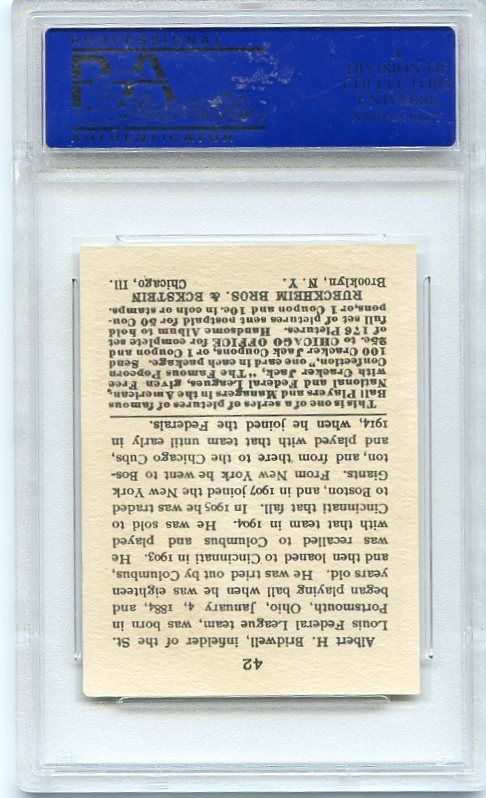 PROFESSIONAL
PSA
AUTHENTICATOR
A
DIVISION OF
COLLECTORS
UNIVERSE
NASDAQ: CLCT
42
Albert H. Bridwell, infielder, of the St.
Louis Federal League team, was born in
Portsmouth, Ohio, January 4, 1884, and
began playing ball when he was eighteen
years old. He was tried out by Columbus,
and then loaned to Cincinnati in 1903. He
was recalled to Columbus and played
with that team in 1904. He was sold to
Cincinnati that fall. In 1905 he was traded
to Boston, and in 1907 joined the New York
Giants. From New York he went to Bos-
ton, and from there to the Chicago Cubs,
and played with that team until early in
1914, when he joined the Federals.
This is one of a series of pictures of famous
Ball Players and Managers in the American,
National and Federal Leagues, given Free
with Cracker Jack, "The Famous Popcorn
Confection," one card in each package. Send
100 Cracker Jack Coupons, or 1 Coupon and
25c. to CHICAGO OFFICE for complete set
of 176 Pictures. Handsome Album to hold
full set of pictures sent postpaid for 50 Cou-
pons, or 1 Coupon and 10c. in coin or stamps.
RUECKHEIM BROS. & ECKSTEIN
Brooklyn, N. Y. Chicago, Ill.